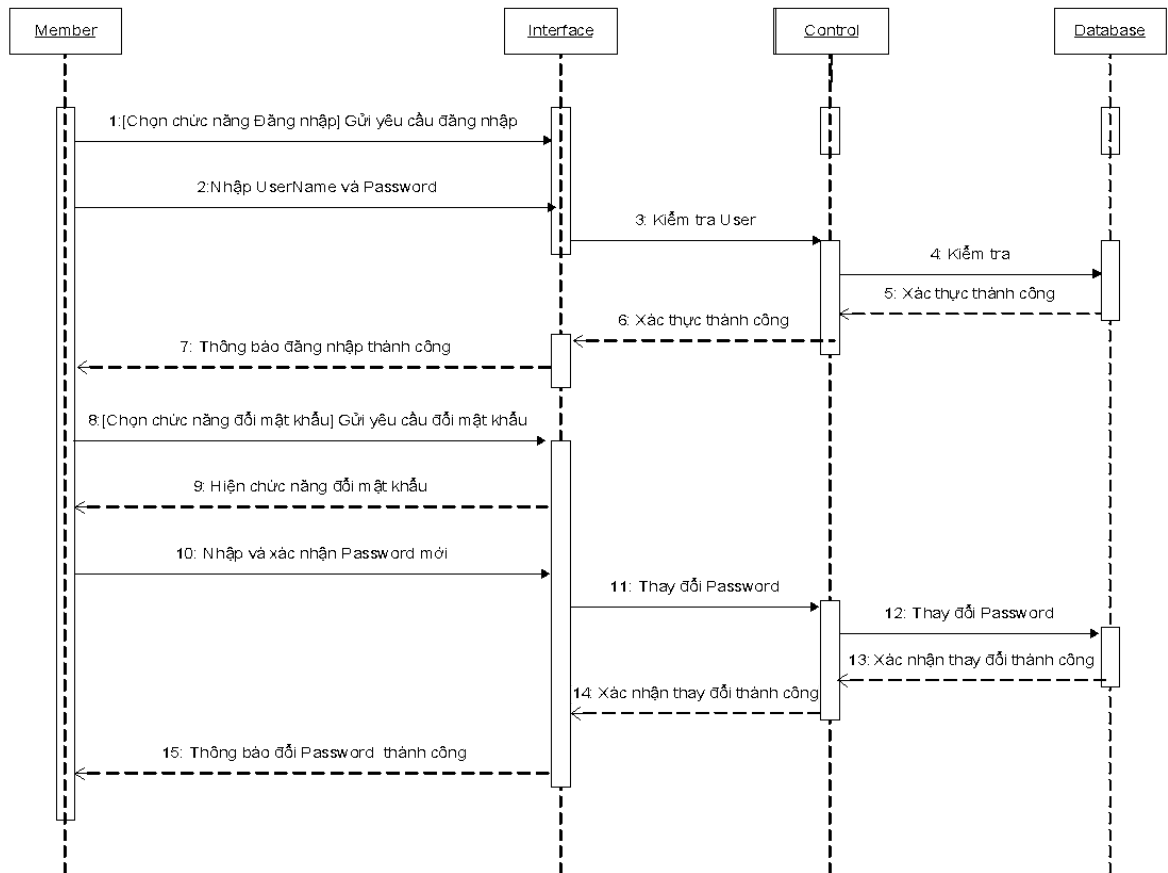 Member
Interface
Control
Database
1:[Chọn chức năng Đăng nhập] Gửi yêu cầu đăng nhập
2:Nhập UserName và Password
3: Kiểm tra User
4: Kiểm tra
5: Xác thực thành công
6: Xác thực thành công
7: Thông báo đăng nhập thành công
8:[Chọn chức năng đổi mật khẩu] Gửi yêu cầu đổi mật khẩu
9: Hiện chức năng đổi mật khẩu
10: Nhập và xác nhận Password mới
11: Thay đổi Password
12: Thay đổi Password
13: Xác nhận thay đổi thành công
14: Xác nhận thay đổi thành công
15: Thông báo đổi Password thành công